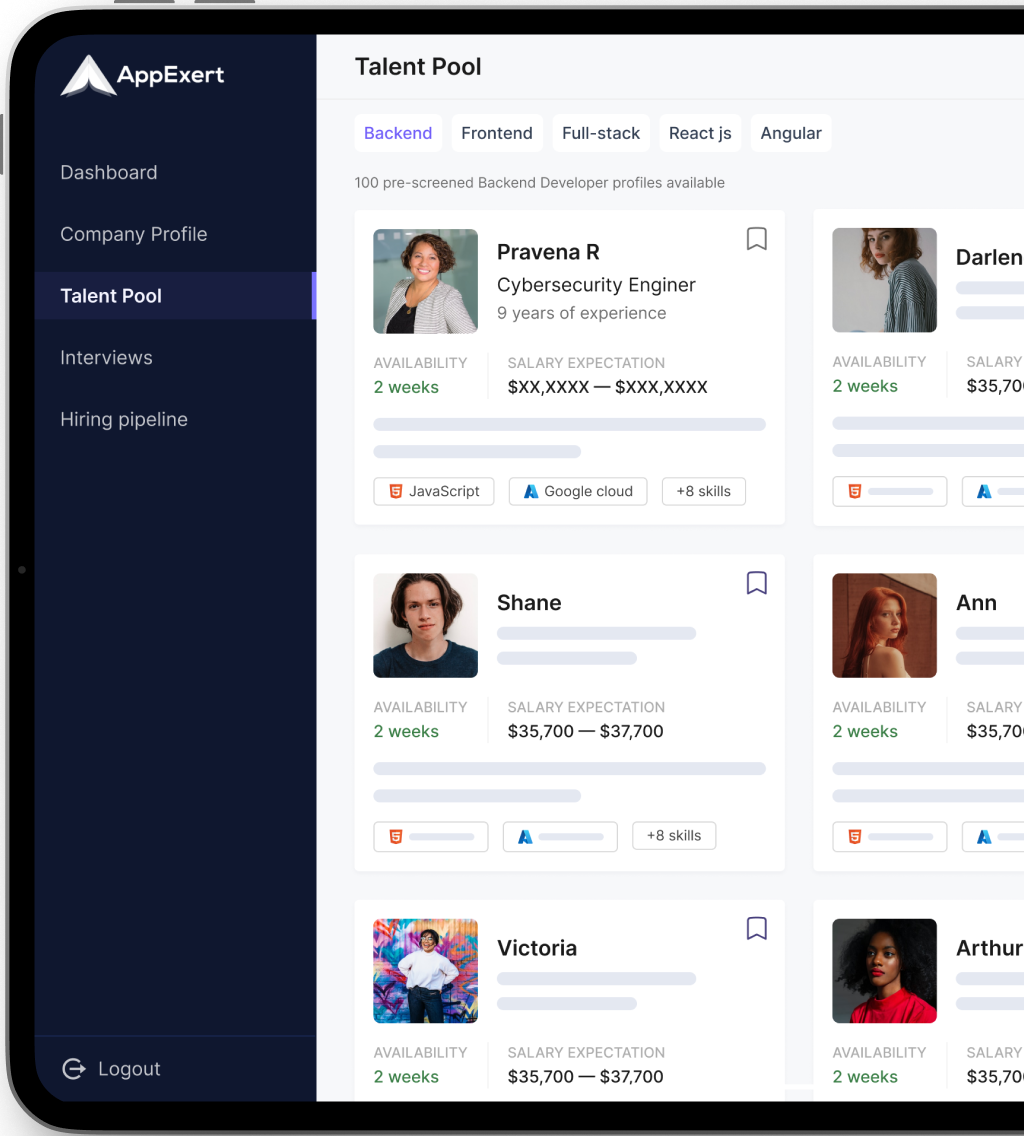 AppExert
Dashboard
Company Profile
Talent Pool
Interviews
Hiring pipeline
Logout
Talent Pool
Backend
Frontend
Full-stack
React js
Angular
100 pre-screened Backend Developer profiles available
Pravena R
Cybersecurity Enginer
9 years of experience
AVAILABILITY
2 weeks
SALARY EXPECTATION
$XX,XXXX — $XXX,XXXX
JavaScript
Google cloud
+8 skills
Darlen
AVAILABILITY
2 weeks
SALARY
$35,70
Shane
AVAILABILITY
2 weeks
SALARY EXPECTATION
$35,700 — $37,700
+8 skills
Ann
AVAILABILITY
2 weeks
SALARY
$35,70
Victoria
AVAILABILITY
2 weeks
SALARY EXPECTATION
$35,700 — $37,700
Arthur
AVAILABILITY
2 weeks
SALARY
$35,70